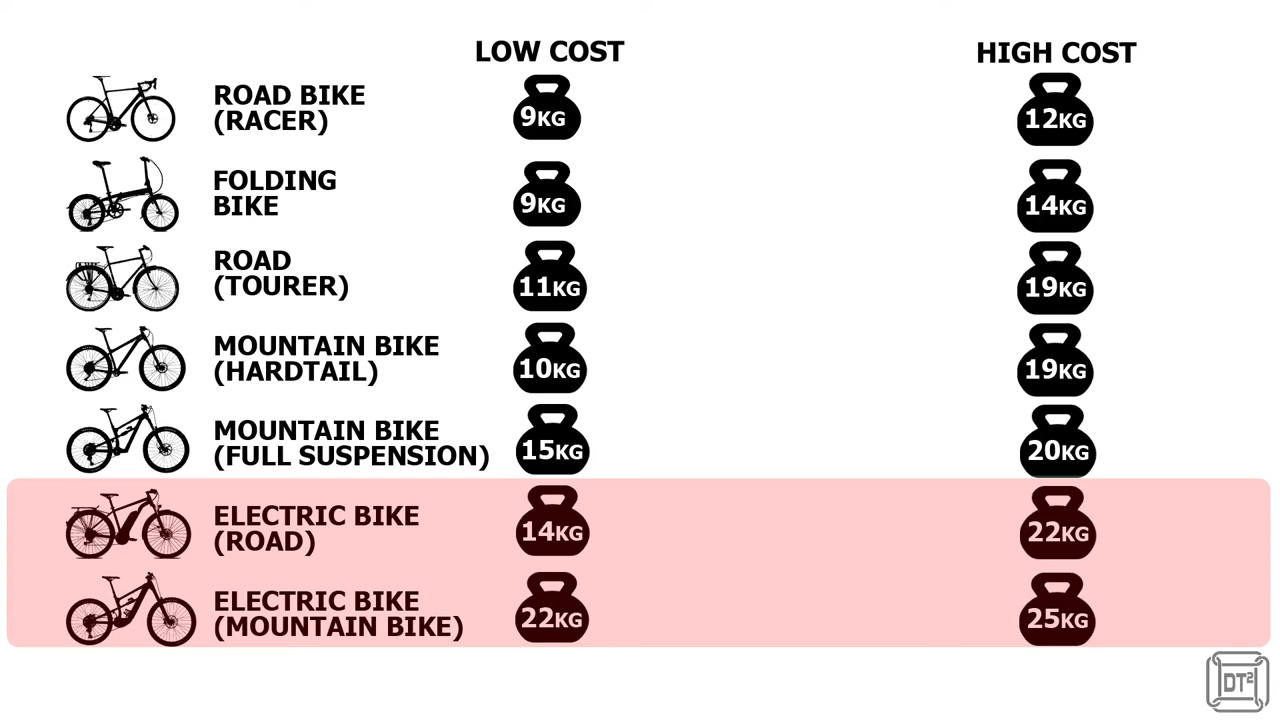 LOW COST
HIGH COST
ROAD BIKE
(RACER)
9KG
12KG
FOLDING
BIKE
9KG
14KG
ROAD
(TOURER)
11KG
19KG
MOUNTAIN BIKE
(HARDTAIL)
10KG
19KG
MOUNTAIN BIKE
(FULL SUSPENSION)
15KG
20KG
ELECTRIC BIKE
(ROAD)
14KG
22KG
ELECTRIC BIKE
(MOUNTAIN BIKE)
22KG
25KG
DT²